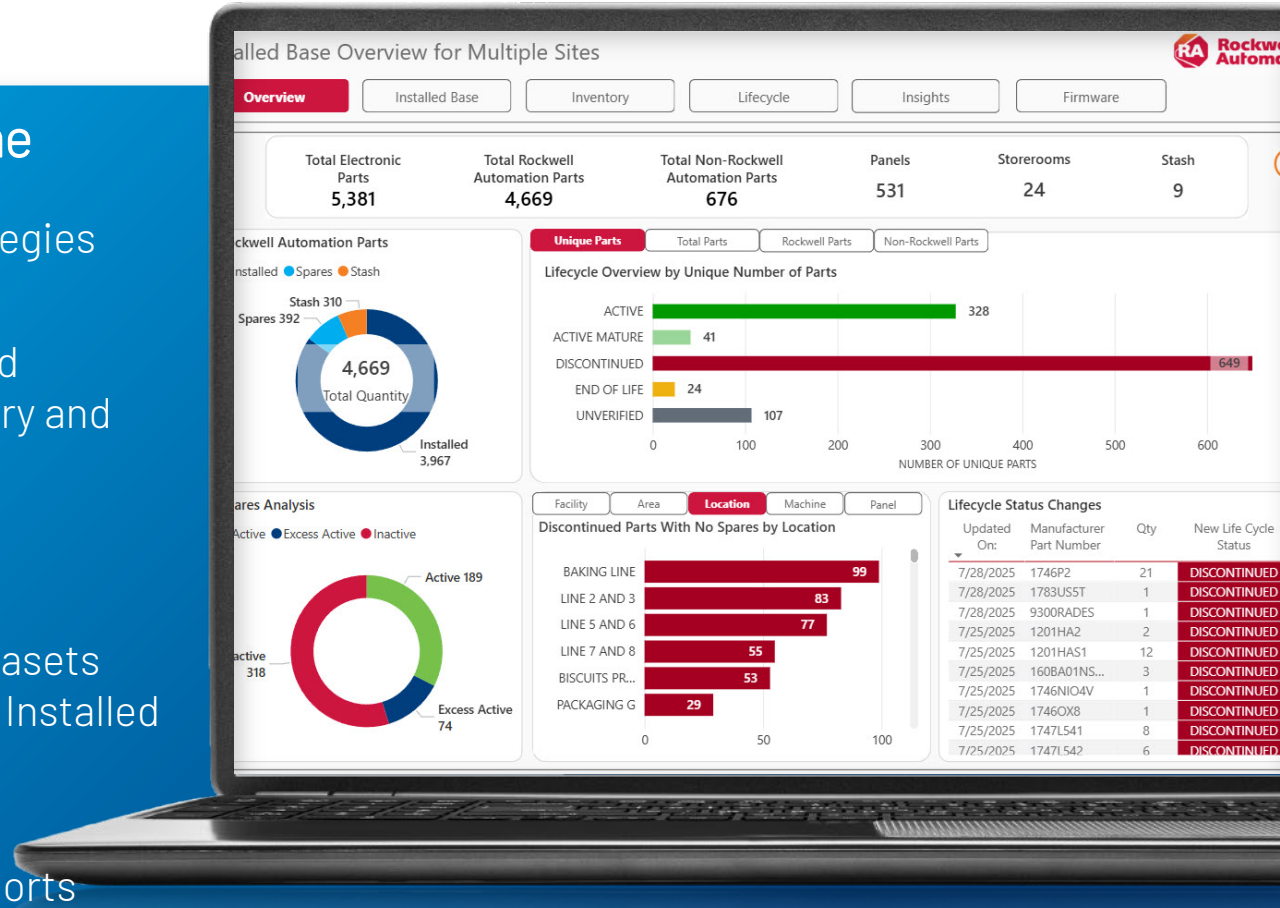 alled Base Overview for Multiple Sites
Rockw
Automa
Overview
Installed Base
Inventory
Lifecycle
Insights
Firmware
Total Electronic
Parts
5,381
Total Rockwell
Automation Parts
4,669
Total Non-Rockwell
Automation Parts
676
Panels
531
Storerooms
24
Stash
9
ne
egies
d
ry and
asets
Installed
orts
ckwell Automation Parts
nstalled Spares Stash
Stash 310
Spares 392
4,669
Total Quantity
Installed
3,967
Unique Parts
Total Parts
Rockwell Parts
Non-Rockwell Parts
Lifecycle Overview by Unique Number of Parts
ACTIVE 328
ACTIVE MATURE 41
DISCONTINUED 649
END OF LIFE 24
UNVERIFIED 107
0 100 200 300 400 500 600
NUMBER OF UNIQUE PARTS
ares Analysis
Active Excess Active Inactive
Active 189
active
318
Excess Active
74
Facility
Area
Location
Machine
Panel
Discontinued Parts With No Spares by Location
BAKING LINE 99
LINE 2 AND 3 83
LINE 5 AND 6 77
LINE 7 AND 8 55
BISCUITS PR... 53
PACKAGING G 29
0 50 100
Lifecycle Status Changes
Updated
On:
Manufacturer
Part Number
Qty
New Life Cycle
Status
7/28/2025 1746P2 21 DISCONTINUED
7/28/2025 1783US5T 1 DISCONTINUED
7/28/2025 9300RADES 1 DISCONTINUED
7/25/2025 1201HA2 2 DISCONTINUED
7/25/2025 1201HAS1 12 DISCONTINUED
7/25/2025 160BA01NS... 3 DISCONTINUED
7/25/2025 1746NIO4V 1 DISCONTINUED
7/25/2025 1746OX8 1 DISCONTINUED
7/25/2025 1747L541 8 DISCONTINUED
7/25/2025 1747L542 6 DISCONTINUED